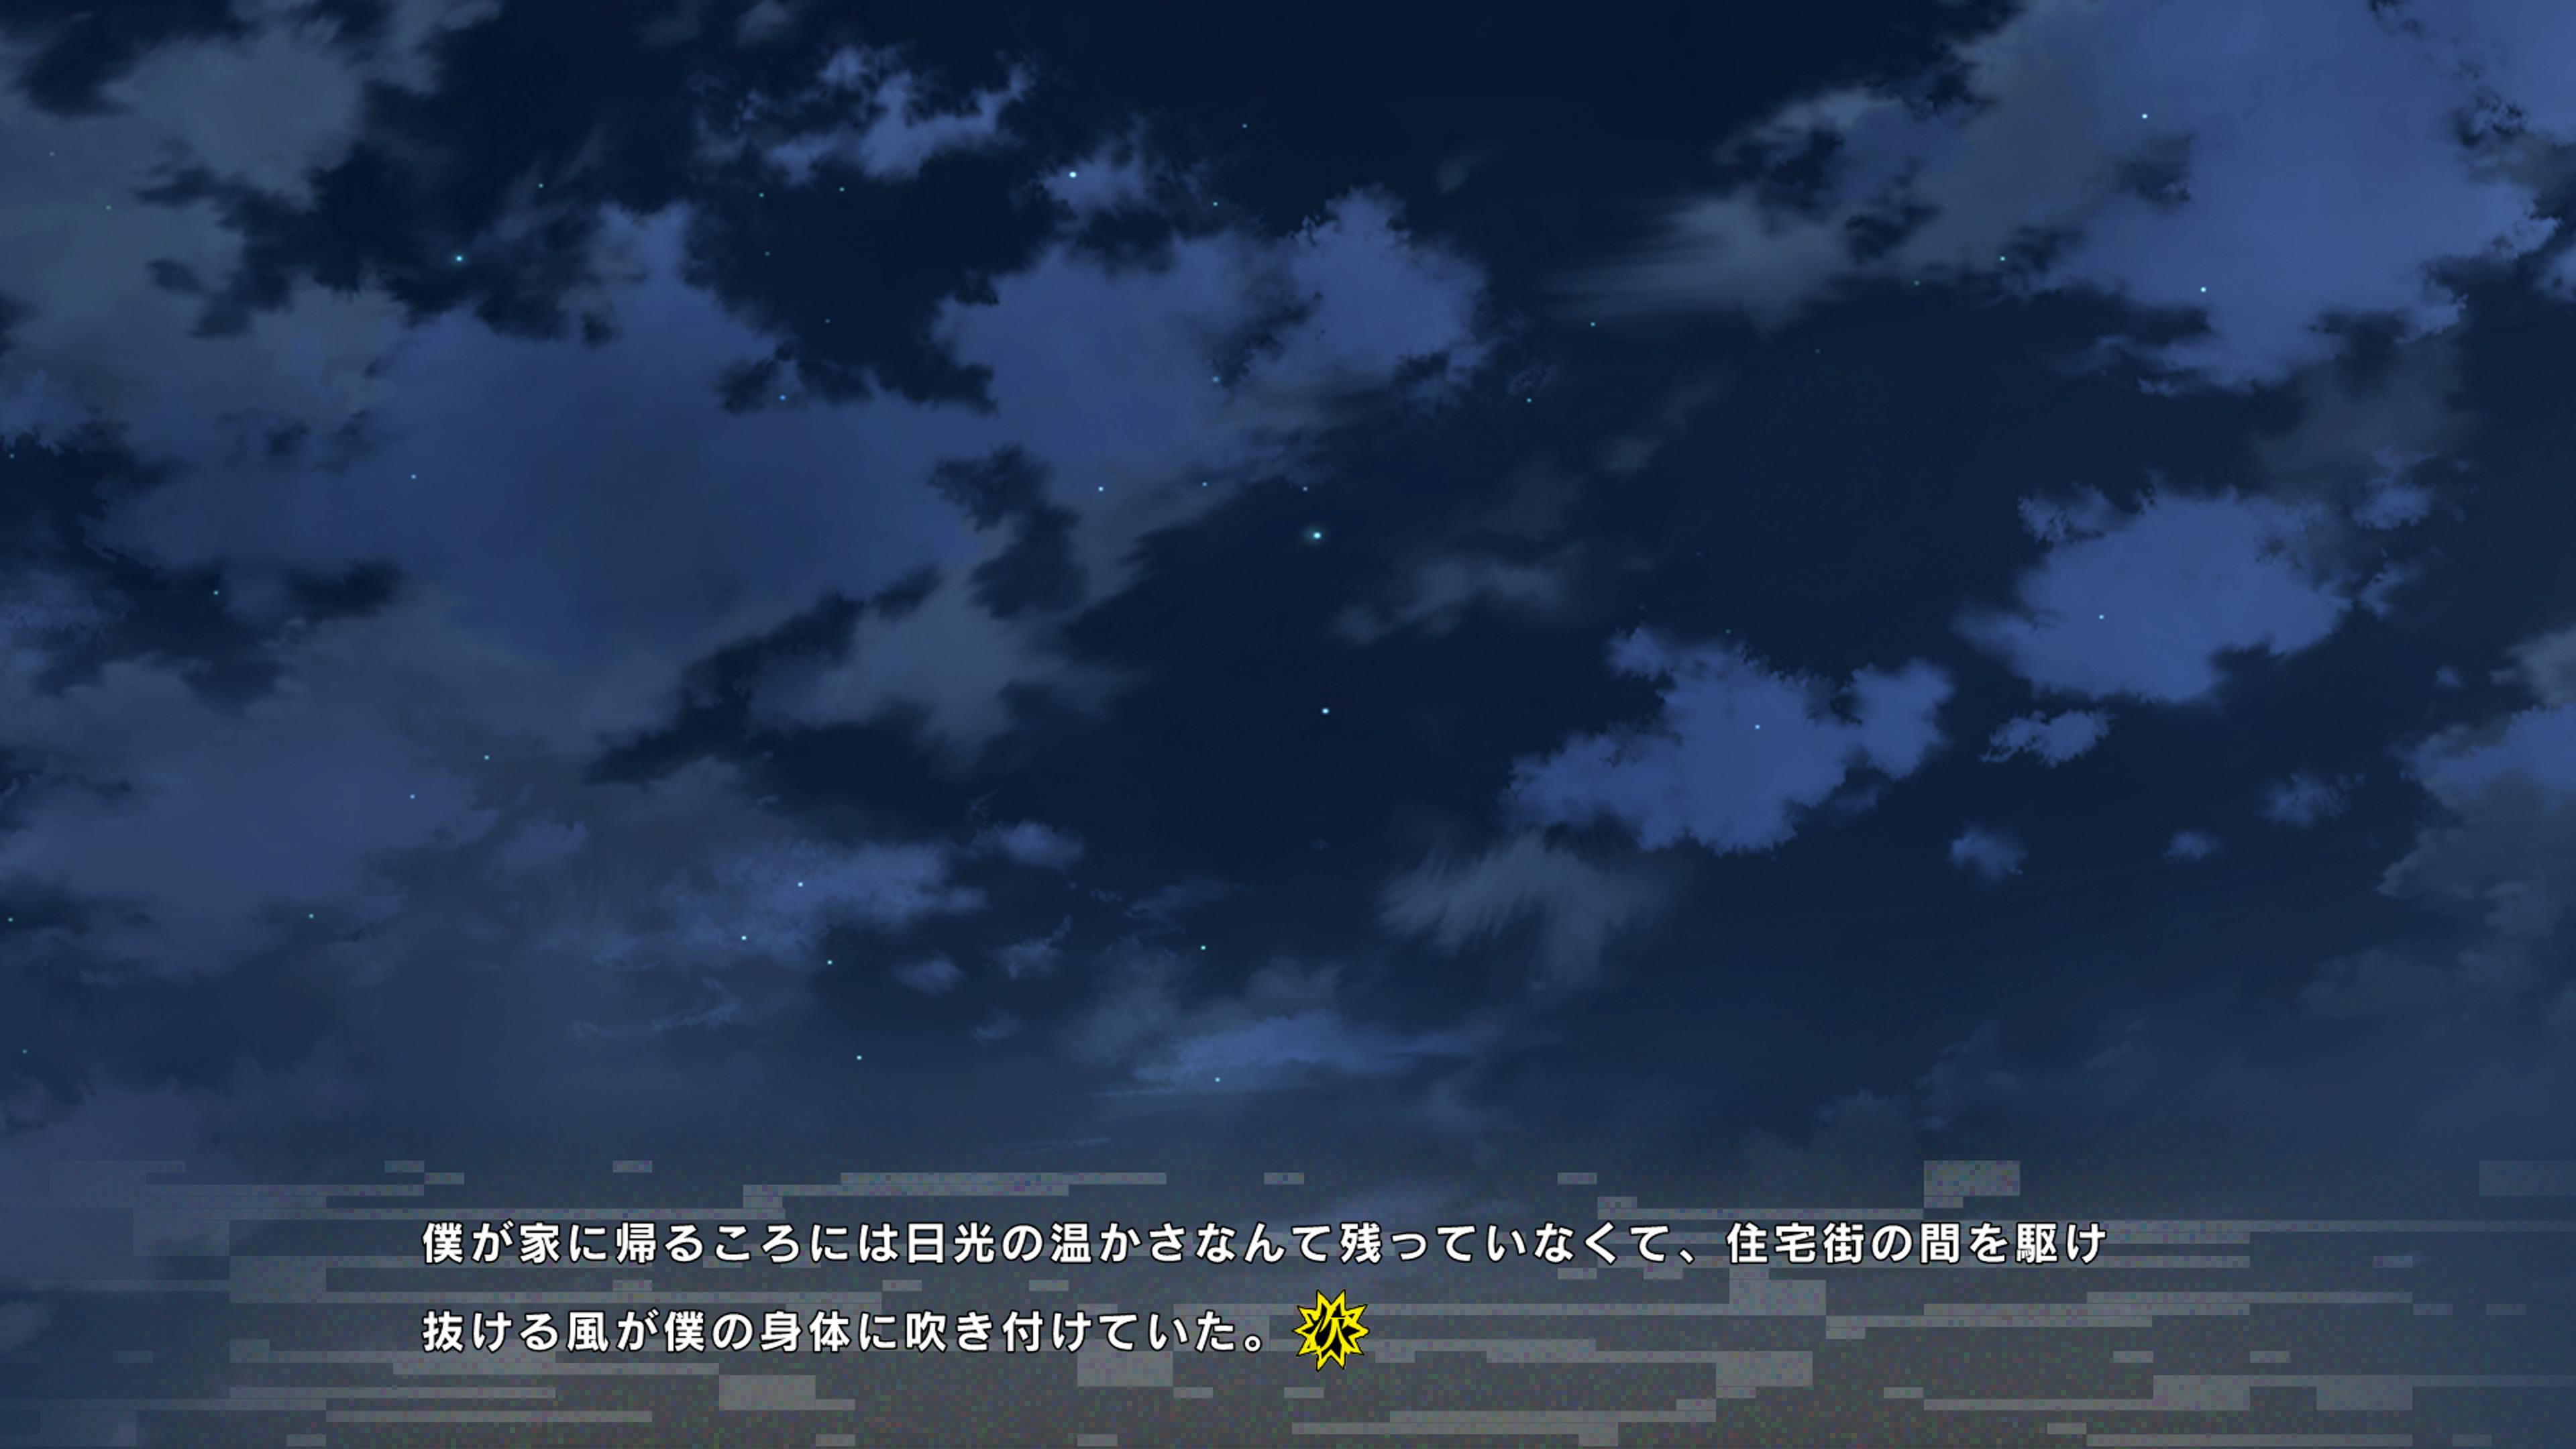 僕が家に帰るころには日光の温かさなんて残っていなくて、住宅街の間を駆け
抜ける風が僕の身体に吹き付けていた。次